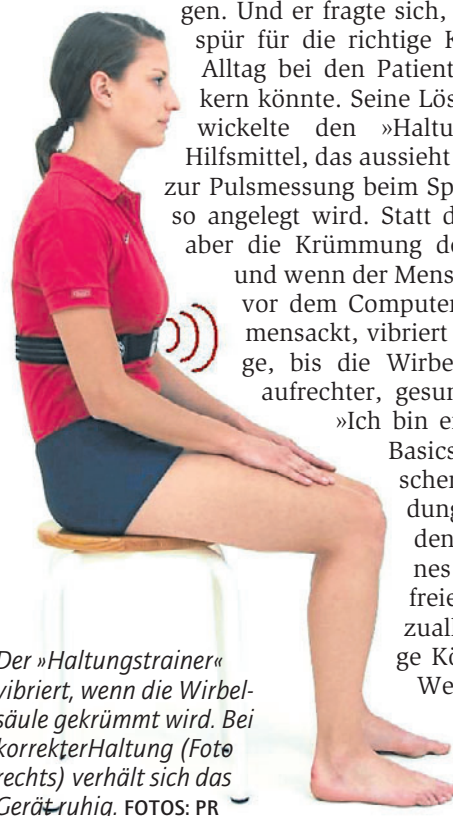 gen. Und er fragte sich,
spür für die richtige K
Alltag bei den Patient
kern könnte. Seine Lös
wickelte den »Haltu
Hilfsmittel, das aussieht
zur Pulsmessung beim Sp
so angelegt wird. Statt d
aber die Krümmung de
und wenn der Mens
vor dem Computer
mensackt, vibriert
ge, bis die Wirbe
aufrechter, gesun
»Ich bin er
Basics
scher
dung
den
nes
freie
zuall
ge Kö
We
Der »Haltungstrainer«
vibriert, wenn die Wirbel-
säule gekrümmt wird. Bei
korrekterHaltung (Foto
rechts) verhält sich das
Gerät ruhig. FOTOS: PR